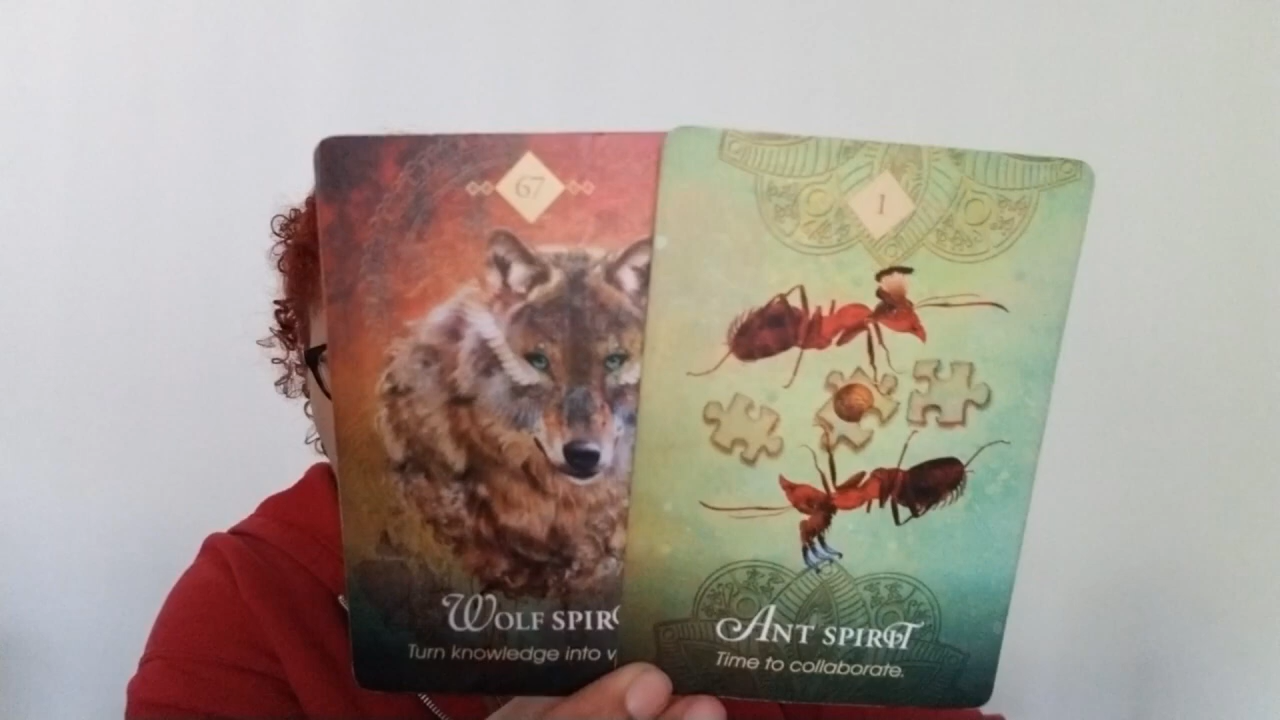 67
WOLF SPIR
Turn knowledge into
1
ANT SPIRIT
Time to collaborate.